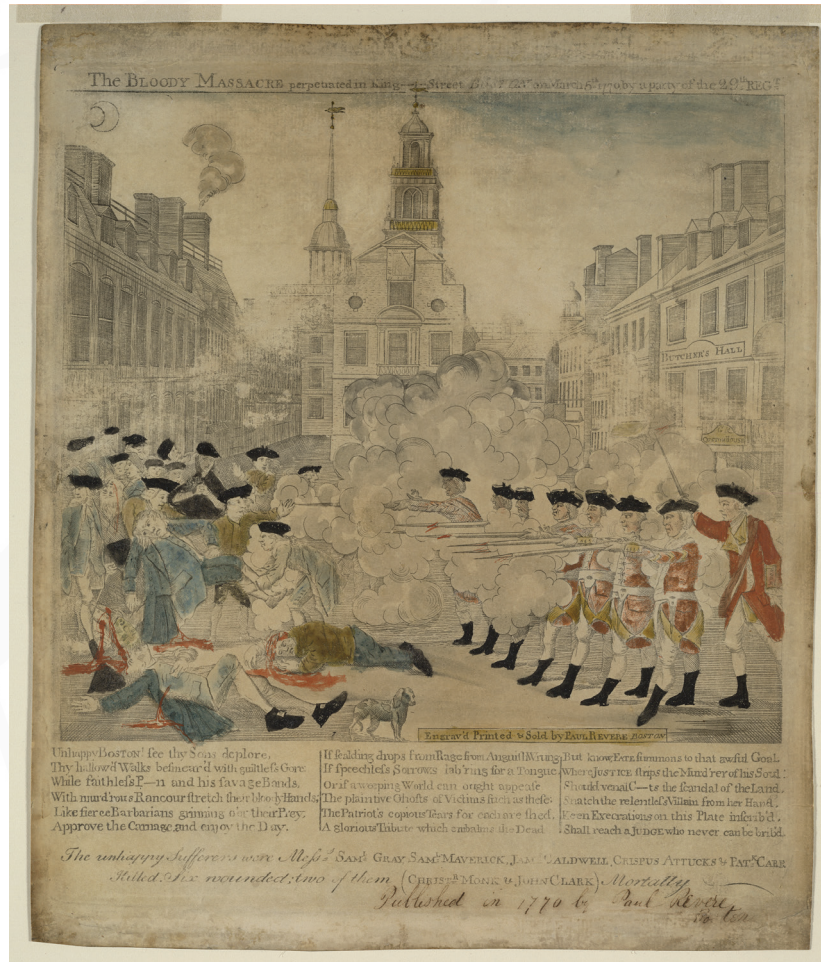 The BLOODY MASSACRE perpetrated in King Street BOSTON on March 5th 1770 by a party of the 29th REGt
BUTCHER'S HALL
CUSTOM HOUSE
Engrav'd Printed & Sold by PAUL REVERE BOSTON
Unhappy BOSTON! see thy Sons deplore,
Thy hallow'd Walks besmear'd with guiltless Gore:
While faithless P—n and his savage Bands,
With murd'rous Rancour stretch their bloody Hands;
Like fierce Barbarians grinning o'er their Prey,
Approve the Carnage, and enjoy the Day.
If scalding drops from Rage from Anguish Wrung
If speechless Sorrows lab'ring for a Tongue,
Or if a weeping World can ought appease
The plaintive Ghosts of Victims such as these;
The Patriot's copious Tears for each are shed,
A glorious Tribute which embalms the Dead.
But know, FATE summons to that awful Goal,
Where JUSTICE strips the Murd'rer of his Soul:
Should venal C—ts the scandal of the Land,
Snatch the relentless Villain from her Hand,
Keen Execrations on this Plate inscrib'd,
Shall reach a JUDGE who never can be brib'd.
The unhappy Sufferers were Messs SAML GRAY, SAML MAVERICK, JAMS CALDWELL, CRISPUS ATTUCKS & PATK CARR
Killed. Six wounded; two of them (CHRISTR MONK & JOHN CLARK) Mortally
Published in 1770 by Paul Revere
Boston